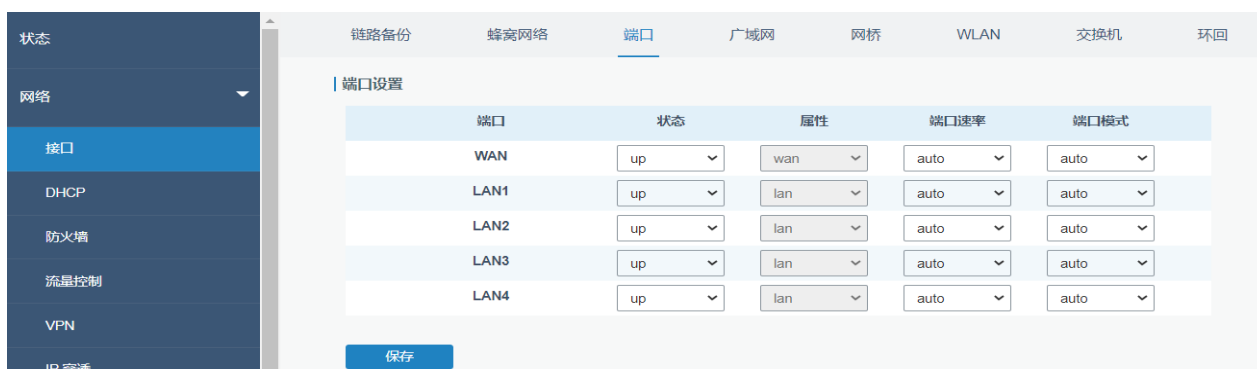 状态
网络
接口
DHCP
防火墙
流量控制
VPN
IP 穿透
链路备份 蜂窝网络 端口 广域网 网桥 WLAN 交换机 环回
端口设置
端口 状态 属性 端口速率 端口模式
WAN up wan auto auto
LAN1 up lan auto auto
LAN2 up lan auto auto
LAN3 up lan auto auto
LAN4 up lan auto auto
保存